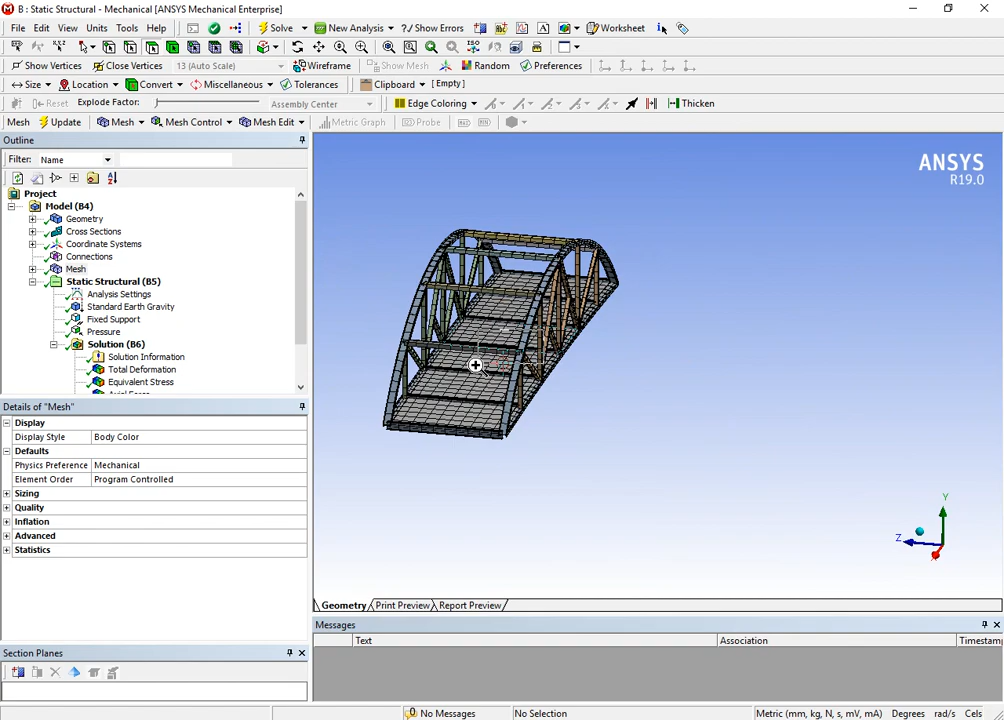 B : Static Structural - Mechanical [ANSYS Mechanical Enterprise]
File Edit View Units Tools Help Solve New Analysis ?/ Show Errors Worksheet
Show Vertices Close Vertices 13 (Auto Scale) Wireframe Show Mesh Random Preferences
Size Location Convert Miscellaneous Tolerances Clipboard [ Empty ]
Reset Explode Factor: Assembly Center Edge Coloring Thicken
Mesh Update Mesh Mesh Control Mesh Edit Metric Graph Probe
Outline
Filter: Name
Project
Model (B4)
Geometry
Cross Sections
Coordinate Systems
Connections
Mesh
Static Structural (B5)
Analysis Settings
Standard Earth Gravity
Fixed Support
Pressure
Solution (B6)
Solution Information
Total Deformation
Equivalent Stress
Details of "Mesh"
Display
Display Style Body Color
Defaults
Physics Preference Mechanical
Element Order Program Controlled
Sizing
Quality
Inflation
Advanced
Statistics
Section Planes
ANSYS
R19.0
Y
Z
Geometry Print Preview Report Preview
Messages
Text Association Timestam
No Messages No Selection Metric (mm, kg, N, s, mV, mA) Degrees rad/s Cels